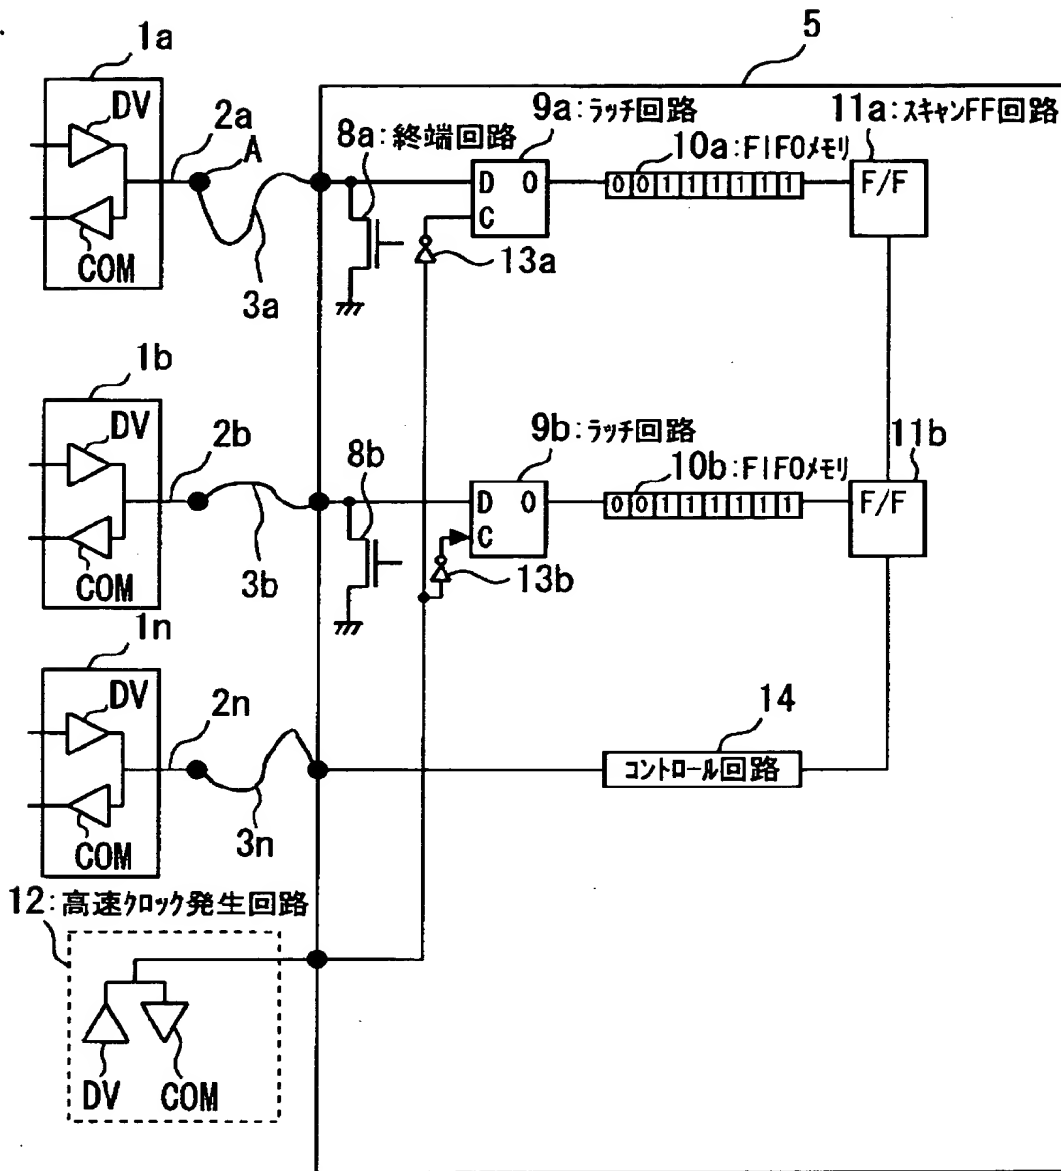 5
1a
DV
2a
A
COM
3a
8a:終端回路
9a:ラッチ回路
D 0
C
13a
10a:FIFOメモリ
0 0 1 1 1 1 1 1
11a:スキャンFF回路
F/F
1b
DV
2b
COM
3b
8b
9b:ラッチ回路
D 0
C
13b
10b:FIFOメモリ
0 0 1 1 1 1 1 1
11b
F/F
1n
DV
2n
COM
3n
14
コントロール回路
12:高速クロック発生回路
DV
COM